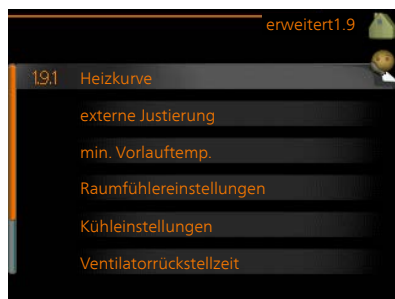 erweitert1.9
1.9.1 Heizkurve
externe Justierung
min. Vorlauftemp.
Raumfühlereinstellungen
Kühleinstellungen
Ventilatorrückstellzeit